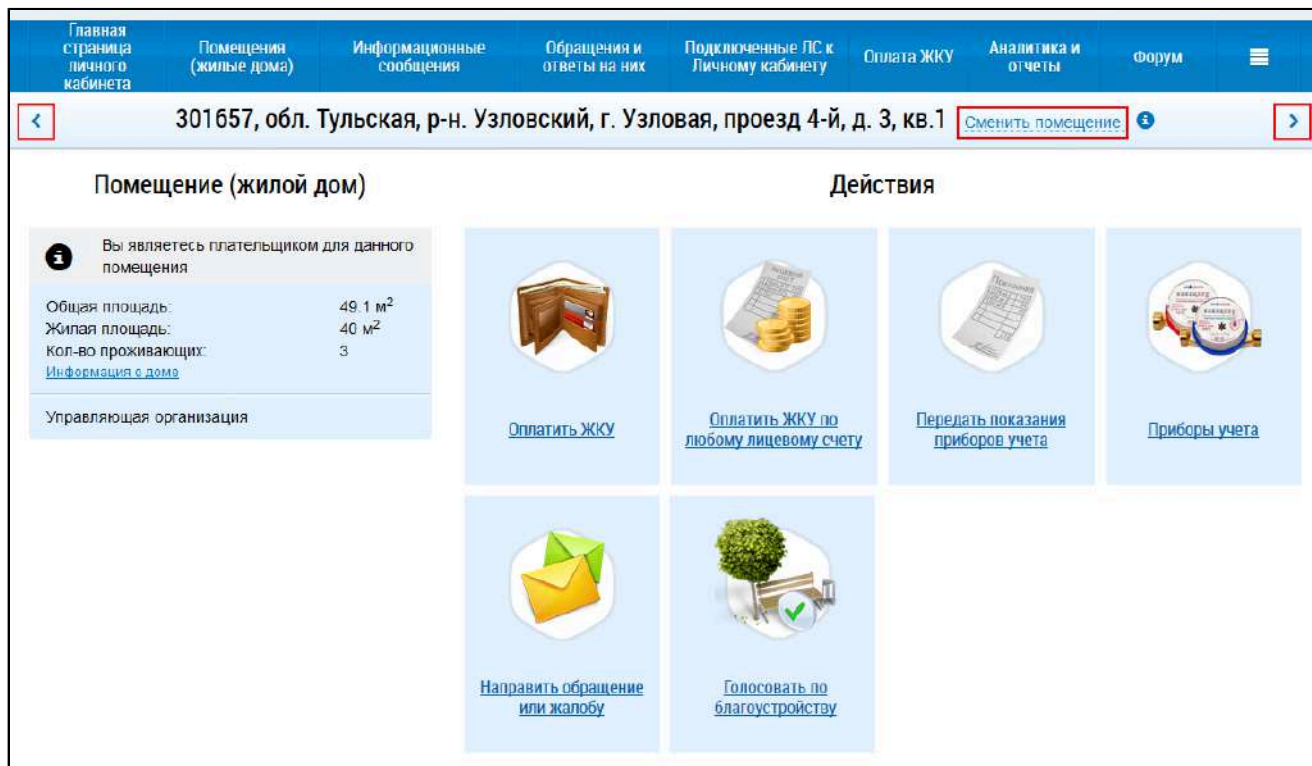 Главная
страница
личного
кабинета
Помещения
(жилые дома)
Информационные
сообщения
Обращения и
ответы на них
Подключенные ЛС к
Личному кабинету
Оплата ЖКУ
Аналитика и
отчеты
Форум
301657, обл. Тульская, р-н. Узловский, г. Узловая, проезд 4-й, д. 3, кв.1 Сменить помещение
Помещение (жилой дом)
Вы являетесь плательщиком для данного
помещения
Общая площадь: 49.1 м²
Жилая площадь: 40 м²
Кол-во проживающих: 3
Информация о доме
Управляющая организация
Действия
Оплатить ЖКУ
Оплатить ЖКУ по
любому лицевому счету
Показания
Передать показания
приборов учета
Приборы учета
Направить обращение
или жалобу
Голосовать по
благоустройству